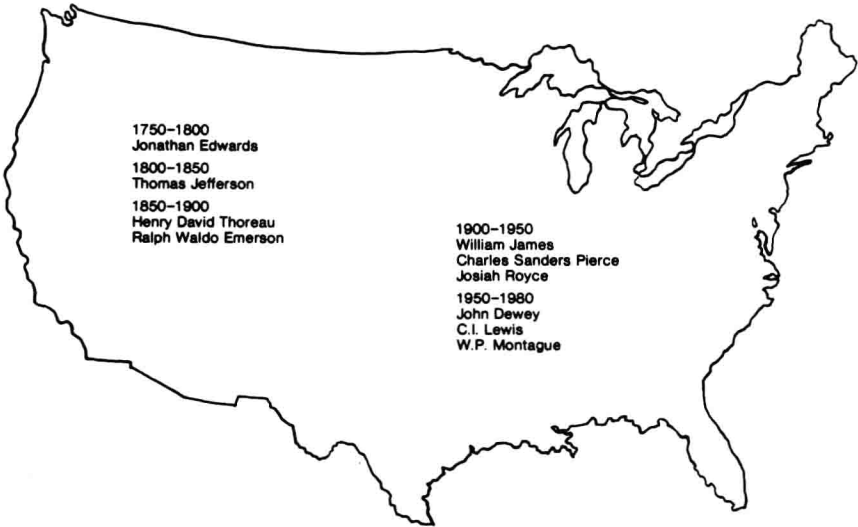 1750–1800
Jonathan Edwards
1800–1850
Thomas Jefferson
1850–1900
Henry David Thoreau
Ralph Waldo Emerson
1900–1950
William James
Charles Sanders Pierce
Josiah Royce
1950–1980
John Dewey
C.I. Lewis
W.P. Montague